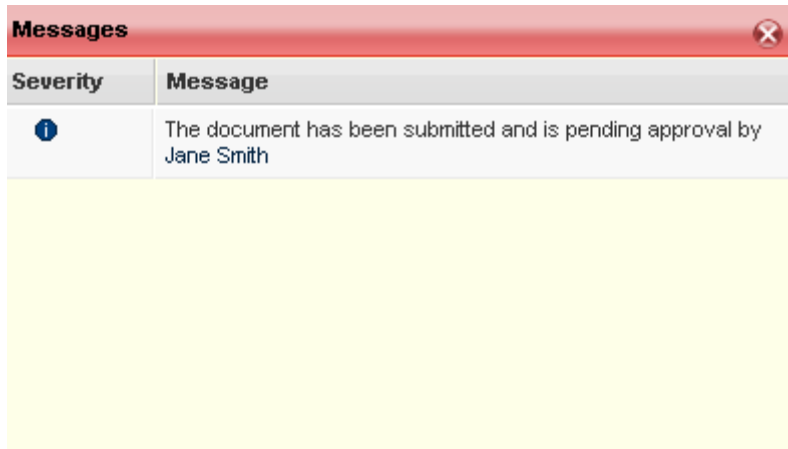 Messages
Severity Message
The document has been submitted and is pending approval by
Jane Smith